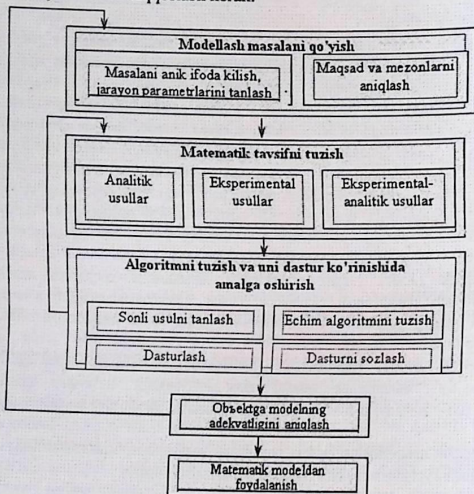 Modellash masalani qo'yish
Masalani anik ifoda kilish,
jarayon parametrlarini tanlash
Maqsad va mezonlarni
aniqlash
Matematik tavsifni tuzish
Analitik
usullar
Eksperimental
usullar
Eksperimental-
analitik usullar
Algoritmni tuzish va uni dastur ko'rinishida
amalga oshirish
Sonli usulni tanlash
Echim algoritmini tuzish
Dasturlash
Dasturni sozlash
Obъektga modelning
adekvatligini aniqlash
Matematik modeldan
foydalanish